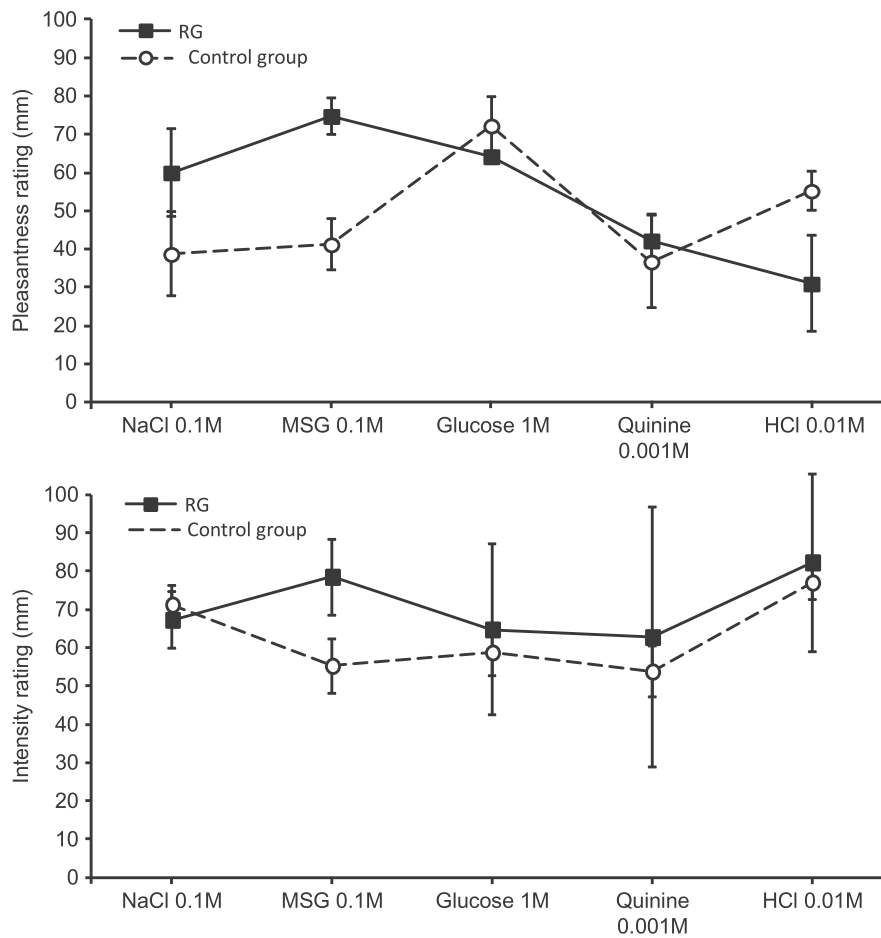 100
90
80
70
60
50
40
30
20
10
0
Pleasantness rating (mm)
RG
Control group
NaCl 0.1M
MSG 0.1M
Glucose 1M
Quinine
0.001M
HCl 0.01M
100
90
80
70
60
50
40
30
20
10
0
Intensity rating (mm)
RG
Control group
NaCl 0.1M
MSG 0.1M
Glucose 1M
Quinine
0.001M
HCl 0.01M